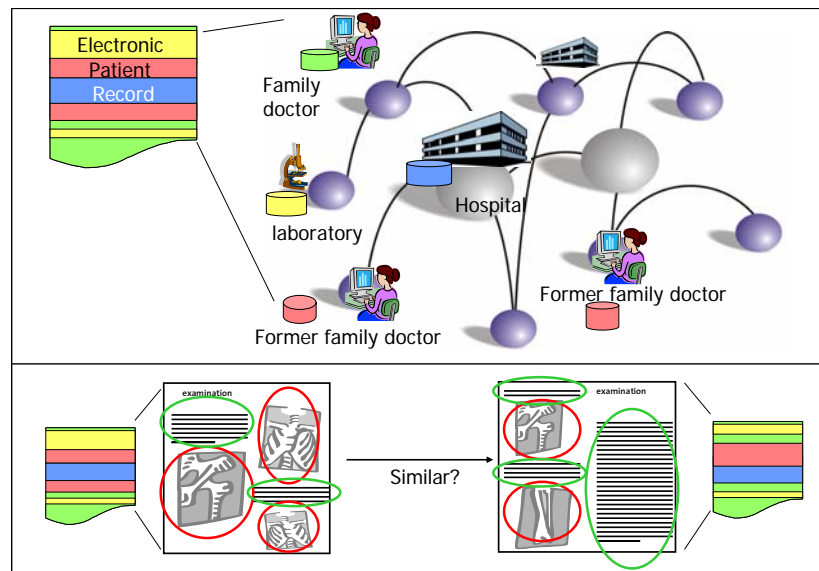 Electronic
Patient
Record
Family
doctor
laboratory
Hospital
Former family doctor
Former family doctor
examination
Similar?
examination